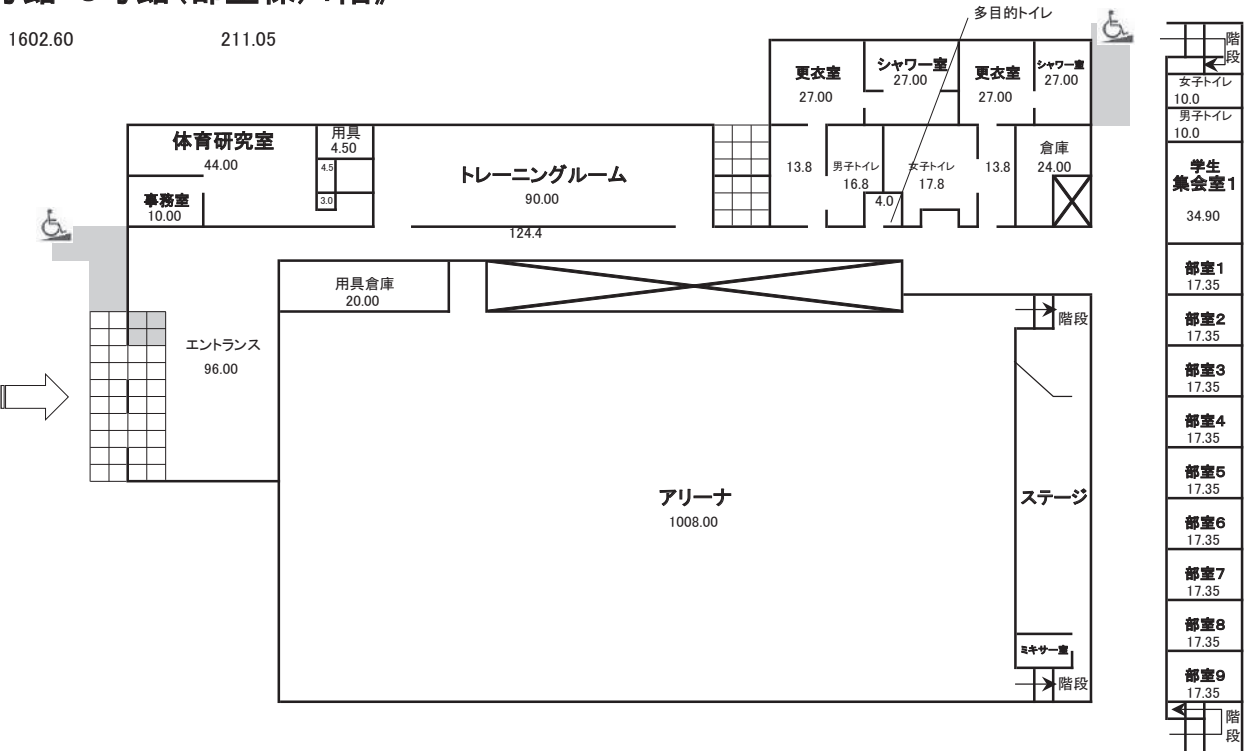 1602.60 211.05
多目的トイレ
更衣室
27.00
シャワー室
27.00
更衣室
27.00
シャワー室
27.00
体育研究室
44.00
用具
4.50
4.5
3.0
事務室
10.00
トレーニングルーム
90.00
124.4
13.8
男子トイレ
16.8
4.0
女子トイレ
17.8
13.8
倉庫
24.00
用具倉庫
20.00
エントランス
96.00
アリーナ
1008.00
階段
ステージ
ミキサー室
階段
階
段
女子トイレ
10.0
男子トイレ
10.0
学生
集会室1
34.90
部室1
17.35
部室2
17.35
部室3
17.35
部室4
17.35
部室5
17.35
部室6
17.35
部室7
17.35
部室8
17.35
部室9
17.35
階
段